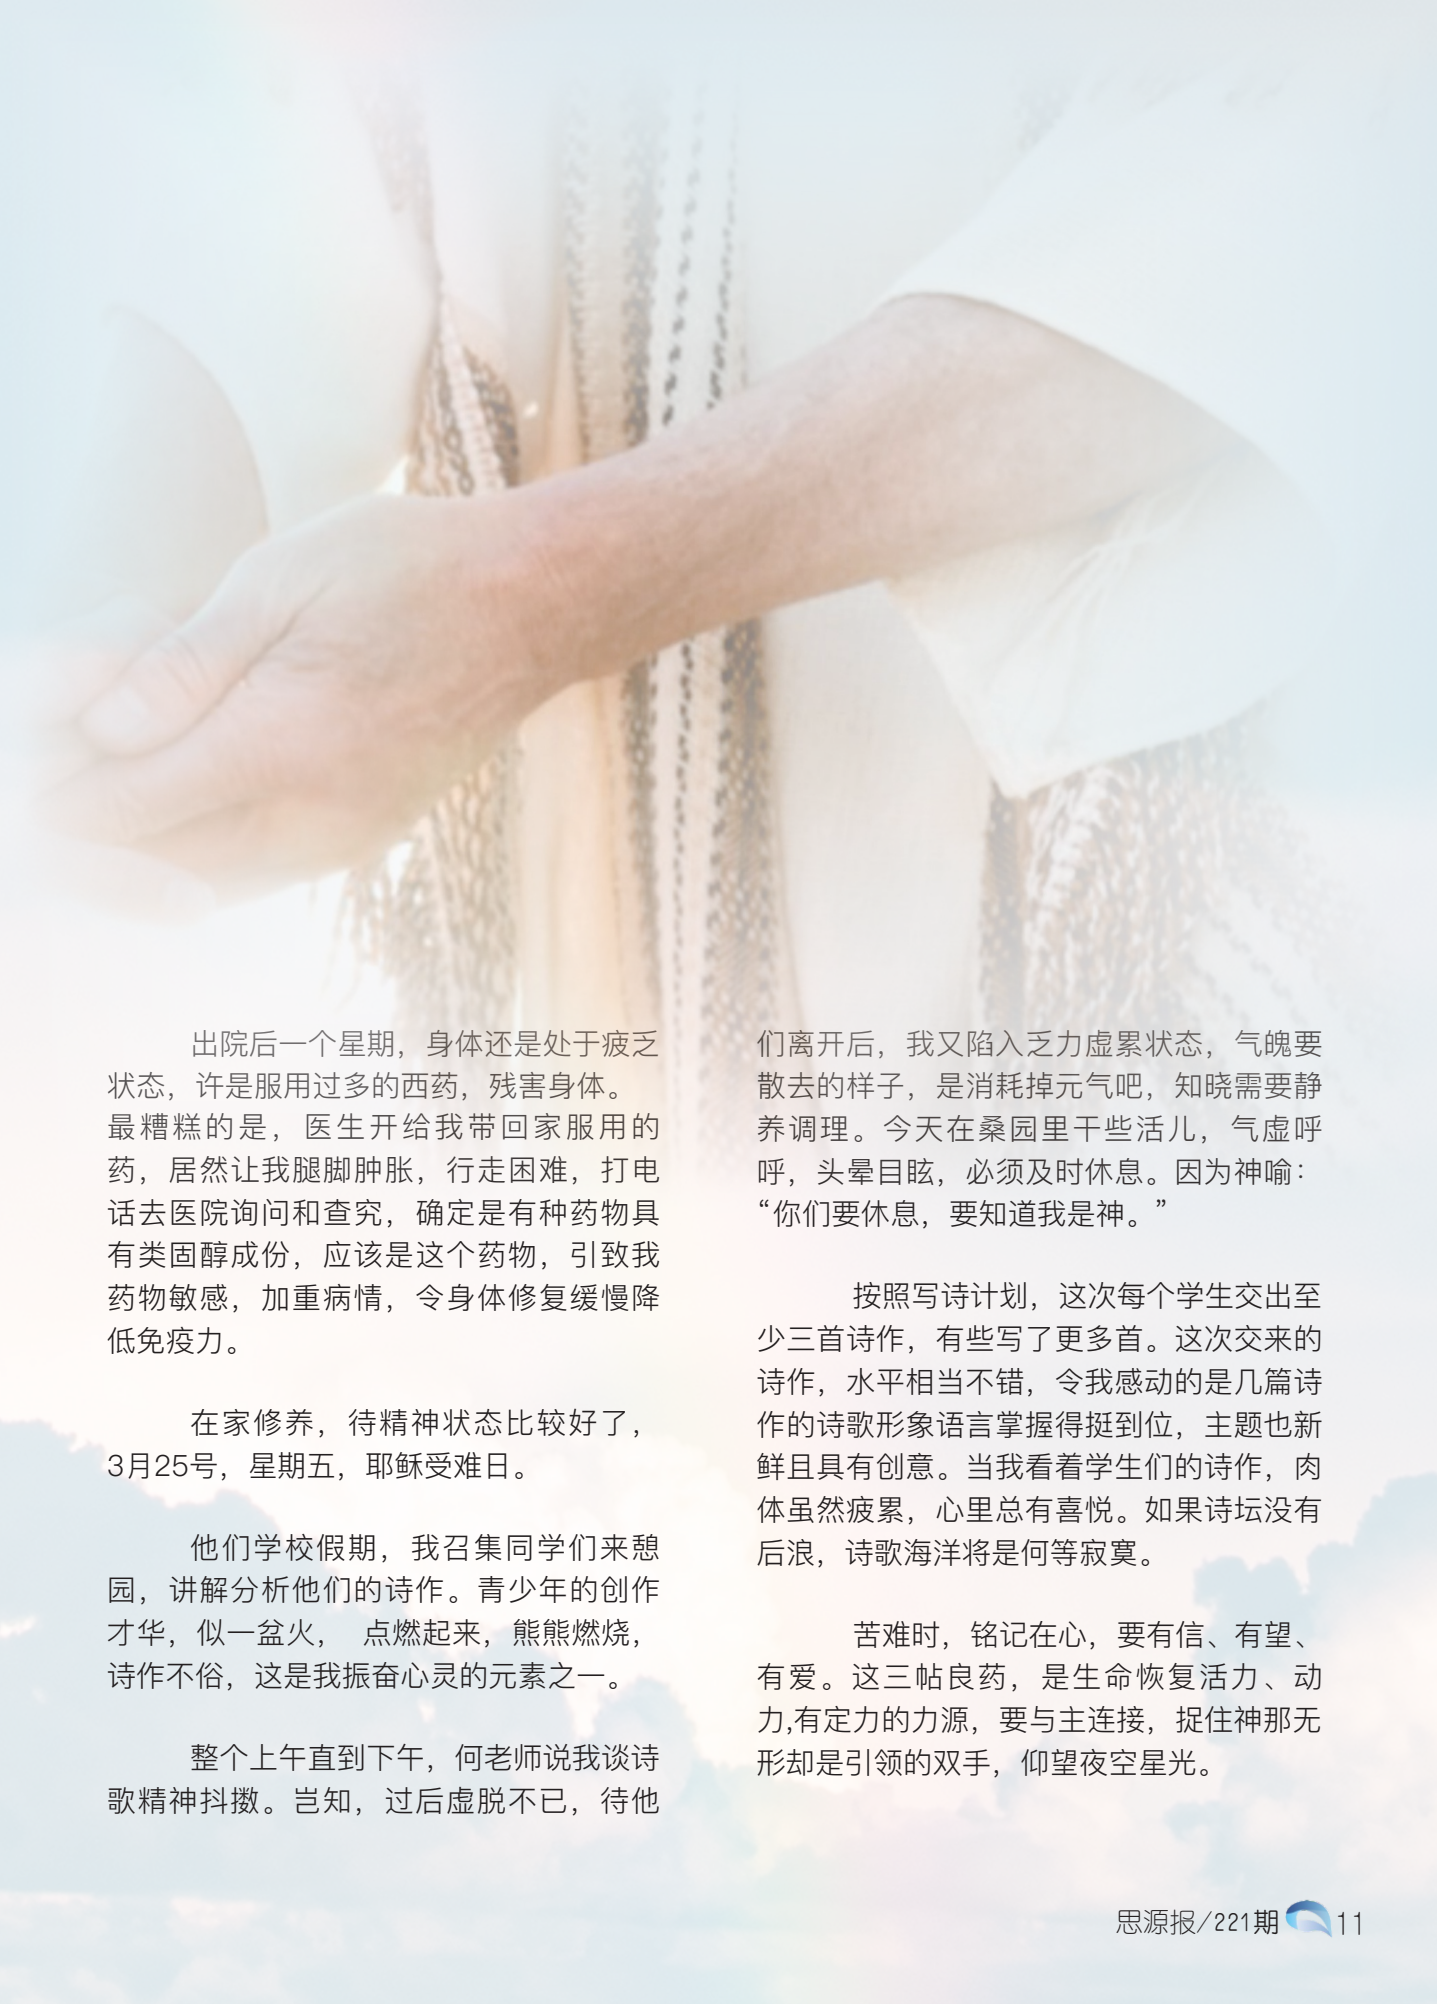 出院后一个星期，身体还是处于疲乏
状态，许是服用过多的西药，残害身体。
最糟糕的是，医生开给我带回家服用的
药，居然让我腿脚肿胀，行走困难，打电
话去医院询问和查究，确定是有种药物具
有类固醇成份，应该是这个药物，引致我
药物敏感，加重病情，令身体修复缓慢降
低免疫力。
在家修养，待精神状态比较好了，
3月25号，星期五，耶稣受难日。
他们学校假期，我召集同学们来憩
园，讲解分析他们的诗作。青少年的创作
才华，似一盆火，　点燃起来，熊熊燃烧，
诗作不俗，这是我振奋心灵的元素之一。
整个上午直到下午，何老师说我谈诗
歌精神抖擞。岂知，过后虚脱不已，待他
们离开后，我又陷入乏力虚累状态，气魄要
散去的样子，是消耗掉元气吧，知晓需要静
养调理。今天在桑园里干些活儿，气虚呼
呼，头晕目眩，必须及时休息。因为神喻：
“你们要休息，要知道我是神。”
按照写诗计划，这次每个学生交出至
少三首诗作，有些写了更多首。这次交来的
诗作，水平相当不错，令我感动的是几篇诗
作的诗歌形象语言掌握得挺到位，主题也新
鲜且具有创意。当我看着学生们的诗作，肉
体虽然疲累，心里总有喜悦。如果诗坛没有
后浪，诗歌海洋将是何等寂寞。
苦难时，铭记在心，要有信、有望、
有爱。这三帖良药，是生命恢复活力、动
力,有定力的力源，要与主连接，捉住神那无
形却是引领的双手，仰望夜空星光。
思源报/221期 11